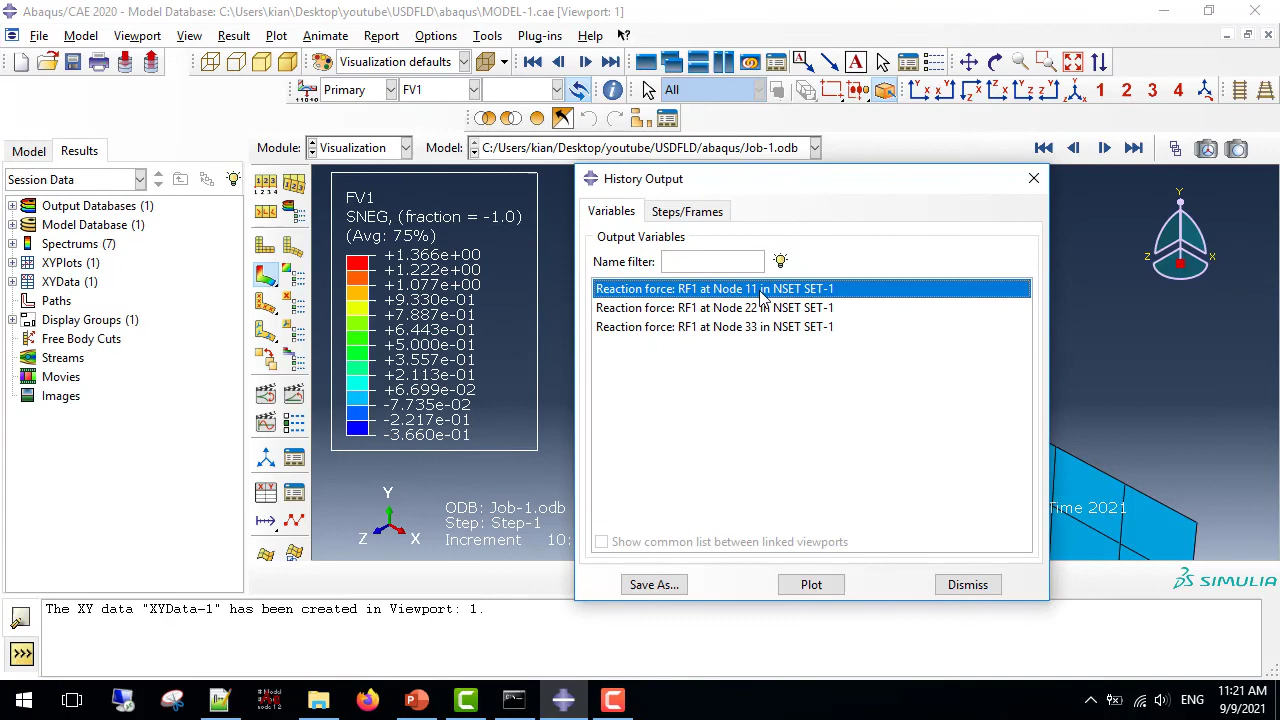 Abaqus/CAE 2020 - Model Database: C:\Users\kian\Desktop\youtube\USDFLD\abaqus\MODEL-1.cae [Viewport: 1]
File Model Viewport View Result Plot Animate Report Options Tools Plug-ins Help
Visualization defaults
Primary FV1 All 1 2 3 4
Model Results
Module: Visualization Model: C:/Users/kian/Desktop/youtube/USDFLD/abaqus/Job-1.odb
Session Data
Output Databases (1)
Model Database (1)
Spectrums (7)
XYPlots (1)
XYData (1)
Paths
Display Groups (1)
Free Body Cuts
Streams
Movies
Images
FV1
SNEG, (fraction = -1.0)
(Avg: 75%)
+1.366e+00
+1.222e+00
+1.077e+00
+9.330e-01
+7.887e-01
+6.443e-01
+5.000e-01
+3.557e-01
+2.113e-01
+6.699e-02
-7.735e-02
-2.217e-01
-3.660e-01
Y
Z X
ODB: Job-1.odb
Step: Step-1
Increment 10:
Time 2021
Y
Z X
History Output
Variables Steps/Frames
Output Variables
Name filter:
Reaction force: RF1 at Node 11 in NSET SET-1
Reaction force: RF1 at Node 22 in NSET SET-1
Reaction force: RF1 at Node 33 in NSET SET-1
Show common list between linked viewports
Save As... Plot Dismiss
SIMULIA
The XY data "XYData-1" has been created in Viewport: 1.
>>>
ENG
11:21 AM
9/9/2021